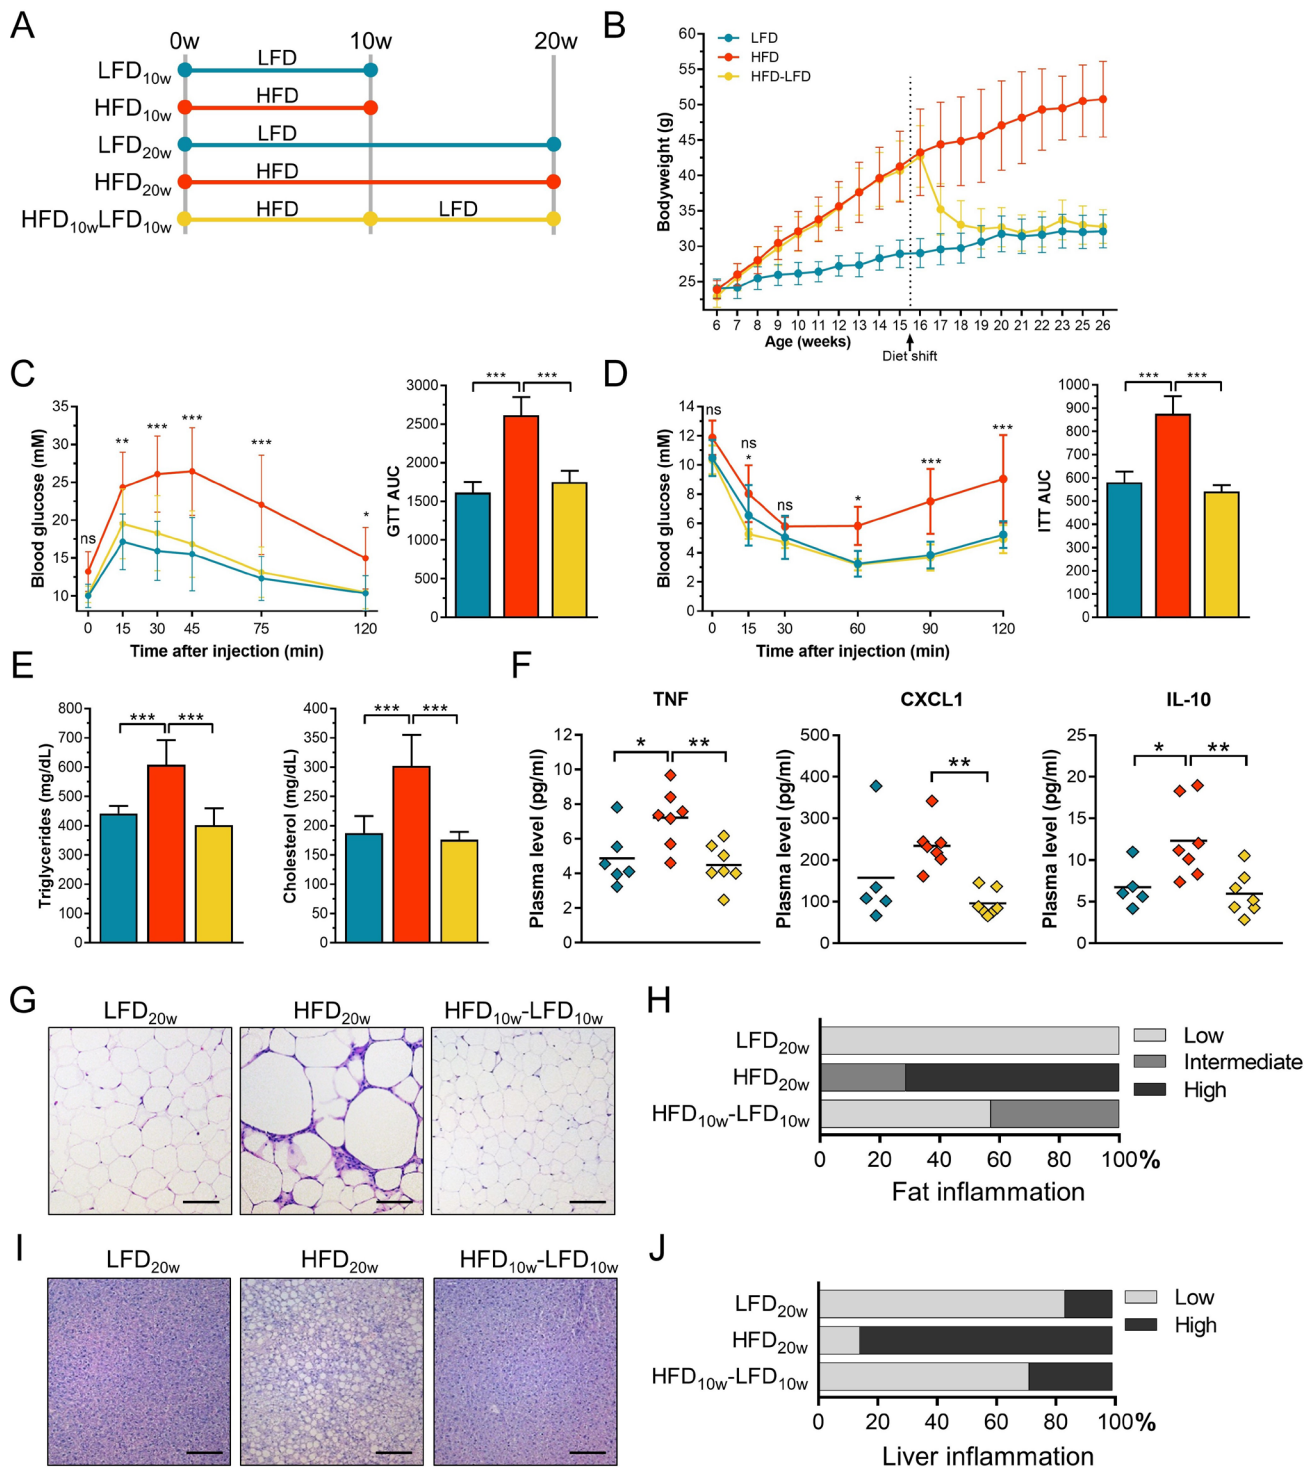 A
0w 10w 20w
LFD10w LFD
HFD10w HFD
LFD20w LFD
HFD20w HFD
HFD10wLFD10w HFD LFD
B
LFD
HFD
HFD-LFD
Bodyweight (g)
60
55
50
45
40
35
30
25
6 7 8 9 10 11 12 13 14 15 16 17 18 19 20 21 22 23 25 26
Age (weeks)
Diet shift
C
Blood glucose (mM)
35
30
25
20
15
10
ns ** *** *** *** *
0 15 30 45 75 120
Time after injection (min)
GTT AUC
3000
2500
2000
1500
1000
500
0
*** ***
D
Blood glucose (mM)
14
12
10
8
6
4
2
0
ns ns * ns * *** ***
0 15 30 60 90 120
Time after injection (min)
ITT AUC
1000
900
800
700
600
500
400
300
200
100
0
*** ***
E
Triglycerides (mg/dL)
800
700
600
500
400
300
200
100
0
*** ***
Cholesterol (mg/dL)
400
350
300
250
200
150
100
50
0
*** ***
F
TNF
Plasma level (pg/ml)
12
10
8
6
4
2
0
* **
CXCL1
Plasma level (pg/ml)
500
400
300
200
100
0
**
IL-10
Plasma level (pg/ml)
25
20
15
10
5
0
* **
G
LFD20w HFD20w HFD10w-LFD10w
H
LFD20w
HFD20w
HFD10w-LFD10w
Low
Intermediate
High
0 20 40 60 80 100%
Fat inflammation
I
LFD20w HFD20w HFD10w-LFD10w
J
LFD20w
HFD20w
HFD10w-LFD10w
Low
High
0 20 40 60 80 100%
Liver inflammation